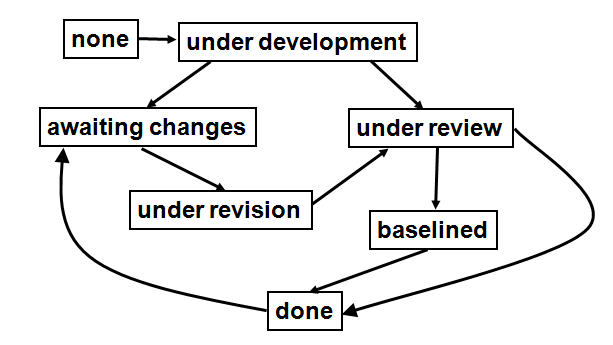 none
under development
awaiting changes
under review
under revision
baselined
done